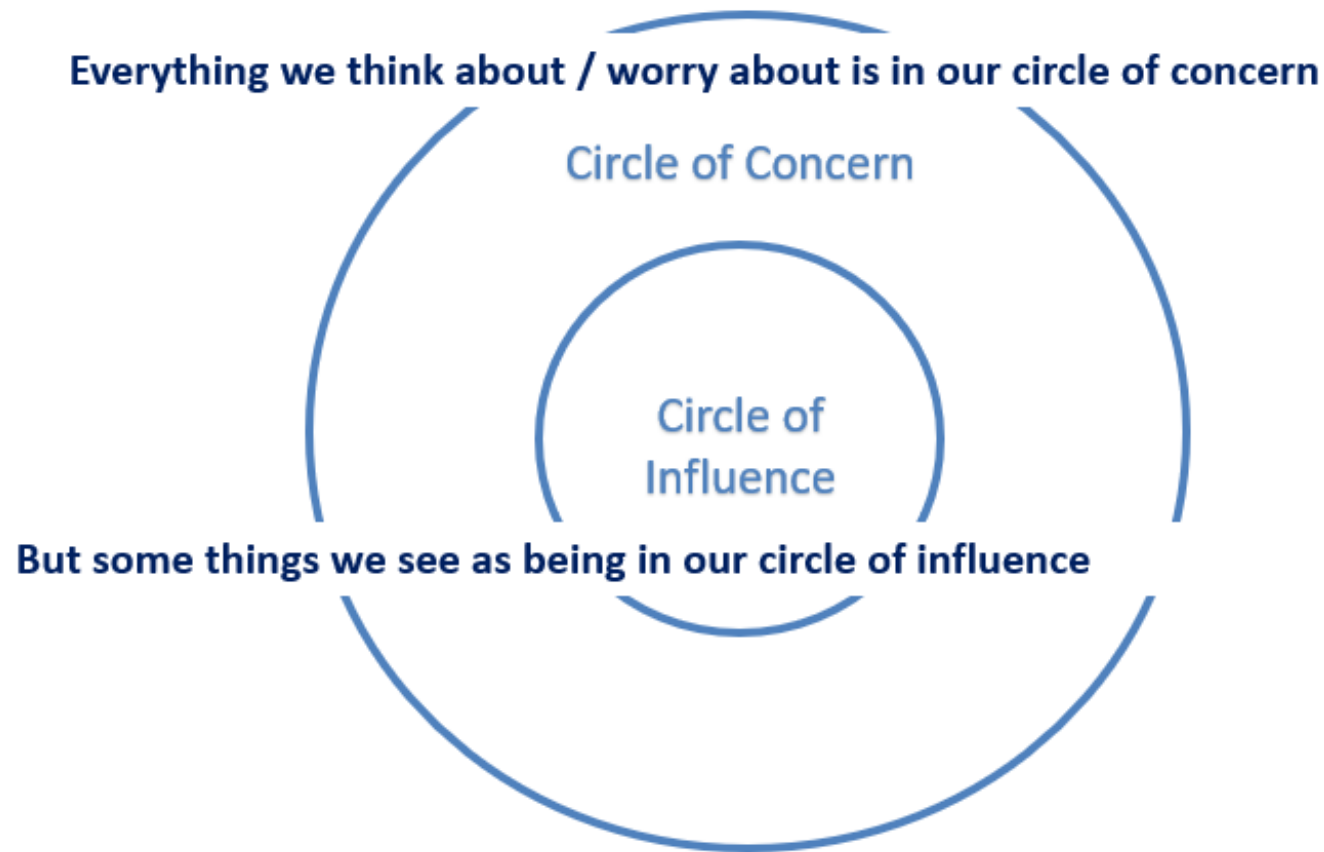 Everything we think about / worry about is in our circle of concern
Circle of Concern
Circle of
Influence
But some things we see as being in our circle of influence